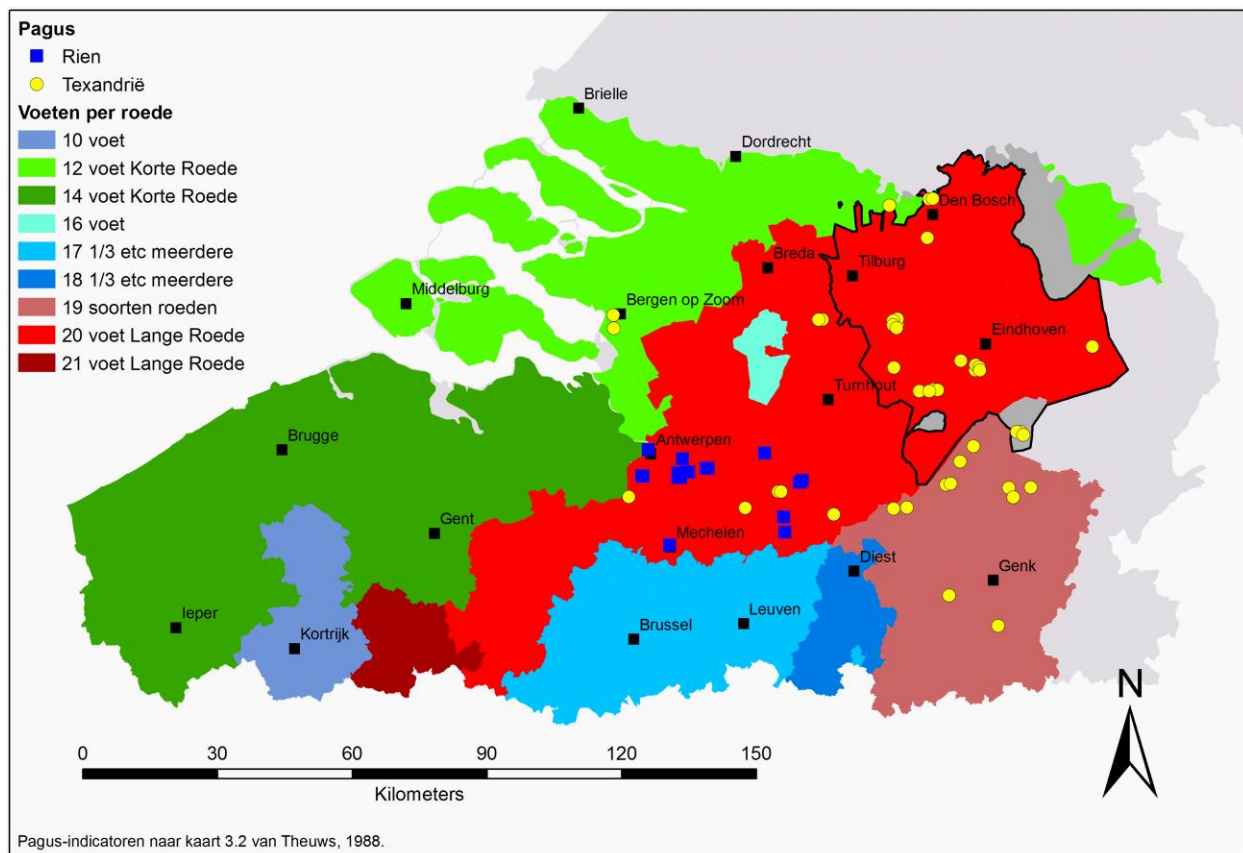 Pagus
Rien
Texandrië
Voeten per roede
10 voet
12 voet Korte Roede
14 voet Korte Roede
16 voet
17 1/3 etc meerdere
18 1/3 etc meerdere
19 soorten roeden
20 voet Lange Roede
21 voet Lange Roede
Brielle
Dordrecht
Den Bosch
Breda
Tilburg
Middelburg
Bergen op Zoom
Eindhoven
Turnhout
Brugge
Antwerpen
Gent
Mechelen
Diest
Genk
Ieper
Kortrijk
Brussel
Leuven
N
0 30 60 90 120 150
Kilometers
Pagus-indicatoren naar kaart 3.2 van Theuws, 1988.